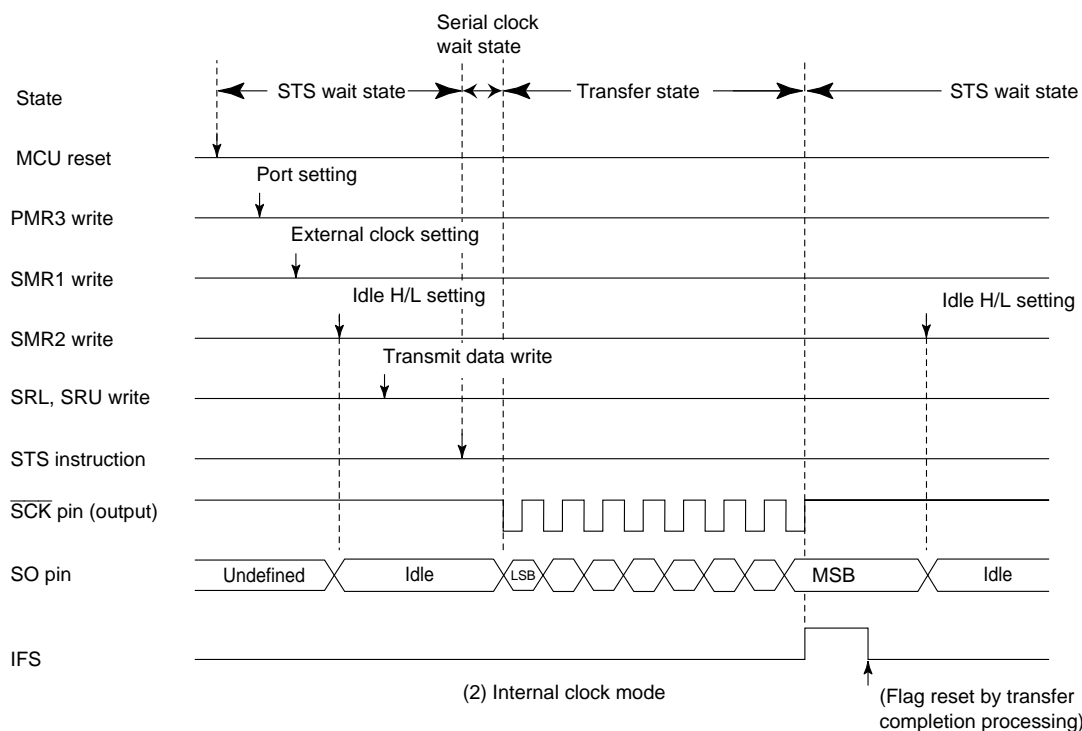 Serial clock
wait state
State
STS wait state
Transfer state
STS wait state
MCU reset
Port setting
PMR3 write
External clock setting
SMR1 write
Idle H/L setting
Idle H/L setting
SMR2 write
Transmit data write
SRL, SRU write
STS instruction
SCK pin (output)
SO pin
Undefined
Idle
LSB
MSB
Idle
IFS
(2) Internal clock mode
(Flag reset by transfer
completion processing)